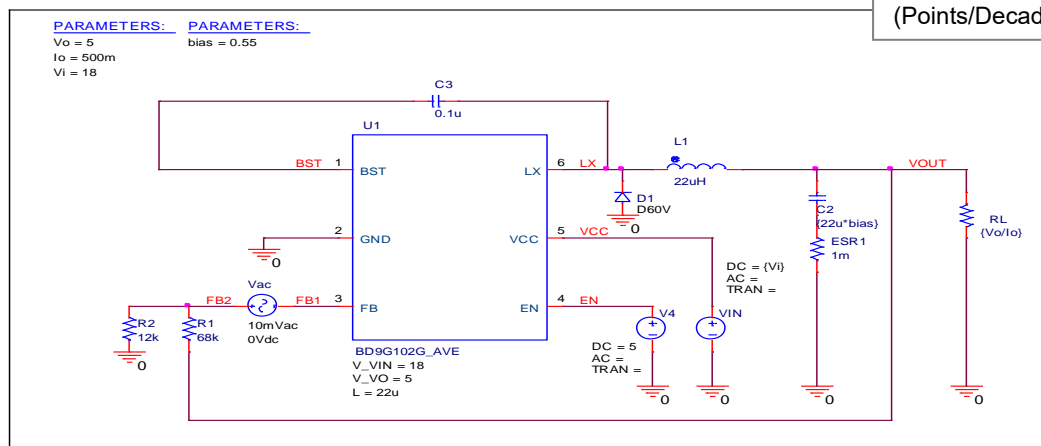 (Points/Decad
PARAMETERS: PARAMETERS:
Vo = 5 bias = 0.55
Io = 500m
Vi = 18
C3
0.1u
U1
L1
BST 1 BST LX 6 LX VOUT
22uH
D1
D60V
0
C2
{22u*bias}
RL
{Vo/Io}
2 GND VCC 5 VCC
0
ESR1
1m
DC = {Vi}
AC =
TRAN =
Vac
FB2 FB1 3 FB EN 4 EN
R2
12k
R1
68k
10mVac
0Vdc
V4 VIN
0
BD9G102G_AVE
V_VIN = 18
V_VO = 5
L = 22u
DC = 5
AC =
TRAN =
0 0 0 0